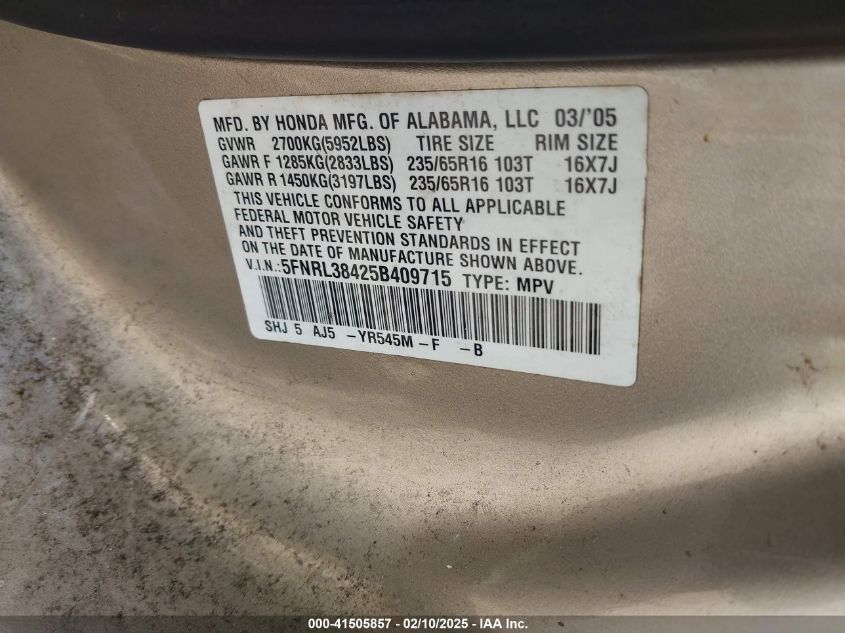 MFD. BY HONDA MFG. OF ALABAMA, LLC 03/'05
GVWR 2700KG(5952LBS) TIRE SIZE RIM SIZE
GAWR F 1285KG(2833LBS) 235/65R16 103T 16X7J
GAWR R 1450KG(3197LBS) 235/65R16 103T 16X7J
THIS VEHICLE CONFORMS TO ALL APPLICABLE
FEDERAL MOTOR VEHICLE SAFETY
AND THEFT PREVENTION STANDARDS IN EFFECT
ON THE DATE OF MANUFACTURE SHOWN ABOVE.
V.I.N.:5FNRL38425B409715 TYPE: MPV
SHJ 5 AJ5 -YR545M -F -B
000-41505857 - 02/10/2025 - IAAI.com